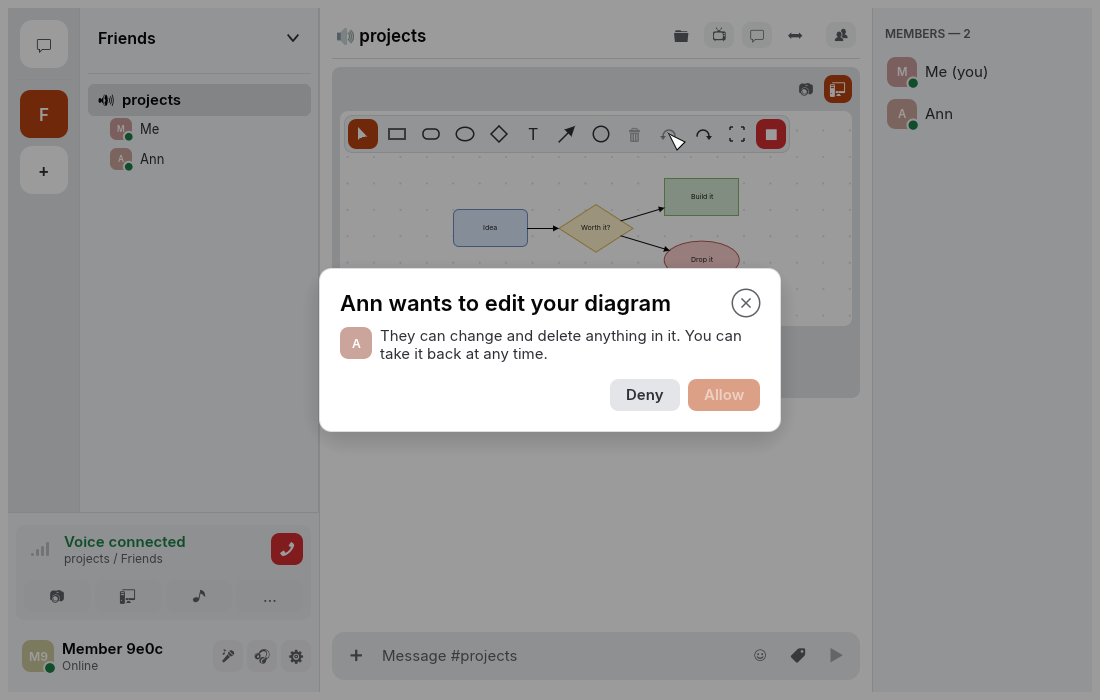 Friends
projects
MEMBERS — 2
M
Me (you)
A
Ann
F
+
projects
M
Me
A
Ann
T
Build it
Idea
Worth it?
Drop it
Ann wants to edit your diagram
A
They can change and delete anything in it. You can
take it back at any time.
Deny
Allow
Voice connected
projects / Friends
...
M9
Member 9e0c
Online
+
Message #projects